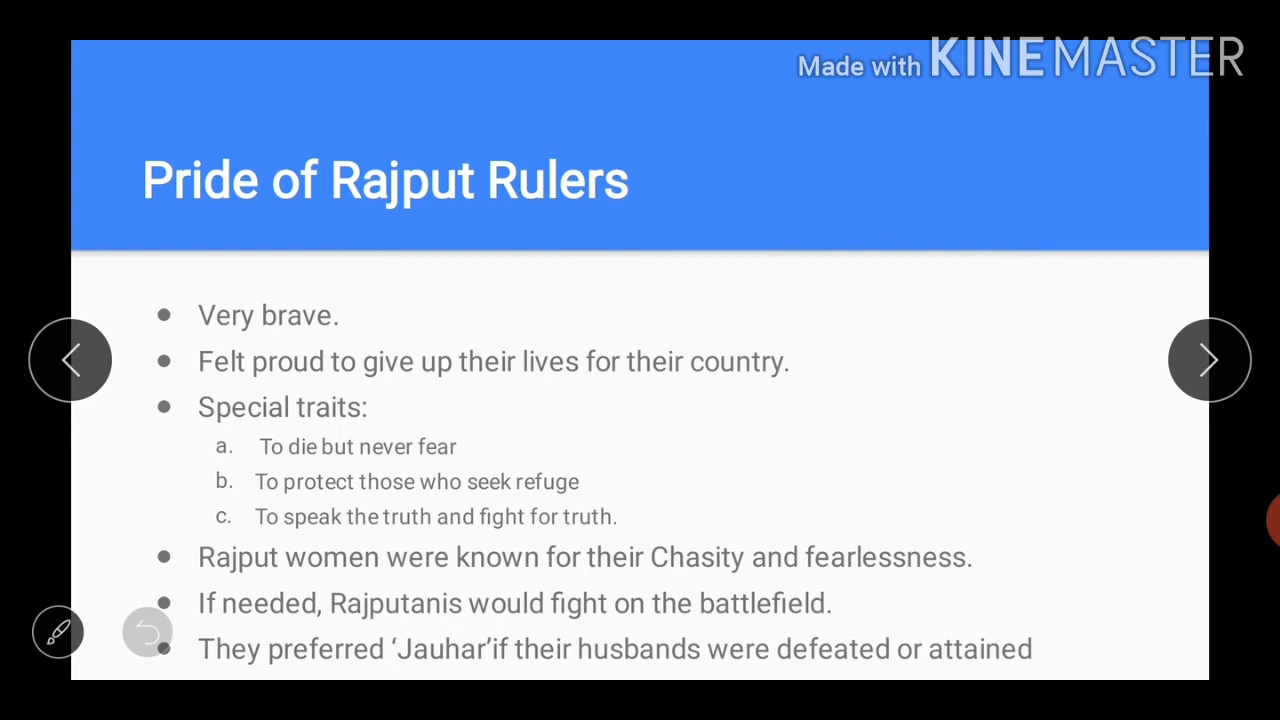 Made with KINEMASTER
Pride of Rajput Rulers
● Very brave.
● Felt proud to give up their lives for their country.
● Special traits:
a. To die but never fear
b. To protect those who seek refuge
c. To speak the truth and fight for truth.
● Rajput women were known for their Chasity and fearlessness.
● If needed, Rajputanis would fight on the battlefield.
● They preferred ‘Jauhar’if their husbands were defeated or attained